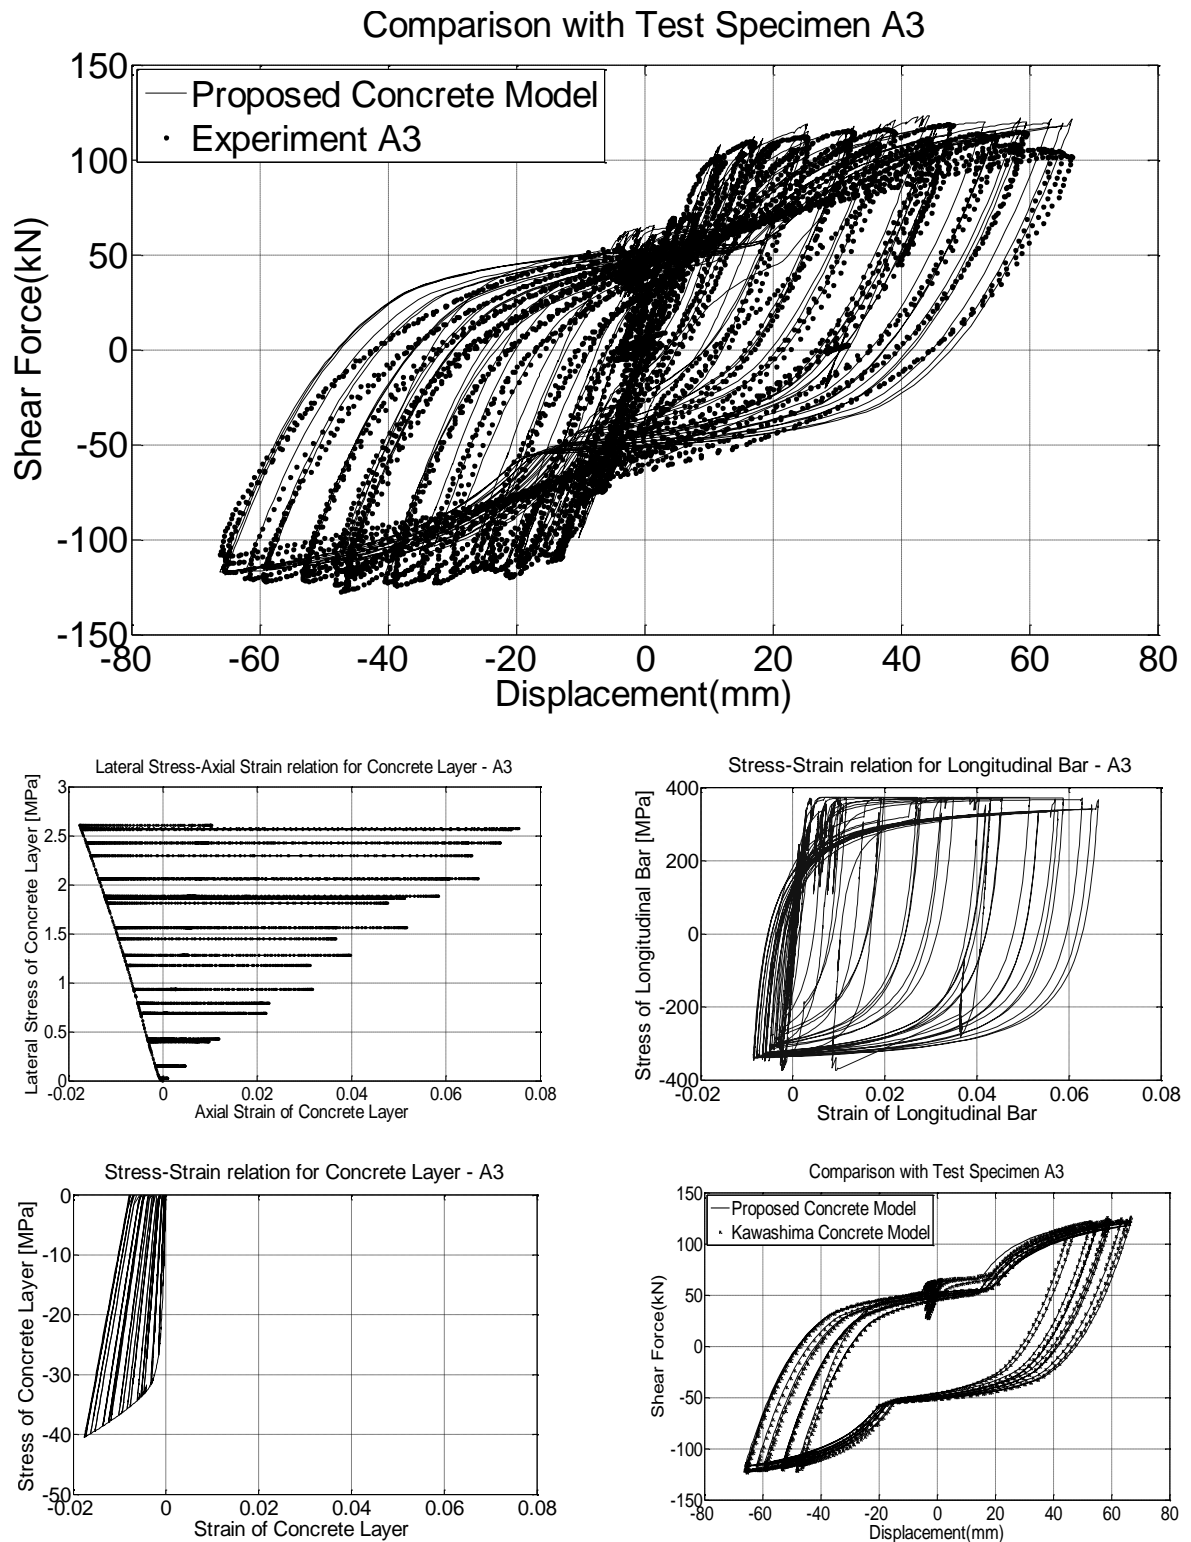 Comparison with Test Specimen A3
150
Proposed Concrete Model
Experiment A3
100
50
0
-50
-100
-150
Shear Force(kN)
-80 -60 -40 -20 0 20 40 60 80
Displacement(mm)
Lateral Stress-Axial Strain relation for Concrete Layer - A3
3
2.5
2
1.5
1
0.5
0
Lateral Stress of Concrete Layer [MPa]
-0.02 0 0.02 0.04 0.06 0.08
Axial Strain of Concrete Layer
Stress-Strain relation for Longitudinal Bar - A3
400
200
0
-200
-400
Stress of Longitudinal Bar [MPa]
-0.02 0 0.02 0.04 0.06 0.08
Strain of Longitudinal Bar
Stress-Strain relation for Concrete Layer - A3
0
-10
-20
-30
-40
-50
Stress of Concrete Layer [MPa]
-0.02 0 0.02 0.04 0.06 0.08
Strain of Concrete Layer
Comparison with Test Specimen A3
150
Proposed Concrete Model
Kawashima Concrete Model
100
50
0
-50
-100
-150
Shear Force(kN)
-80 -60 -40 -20 0 20 40 60 80
Displacement(mm)